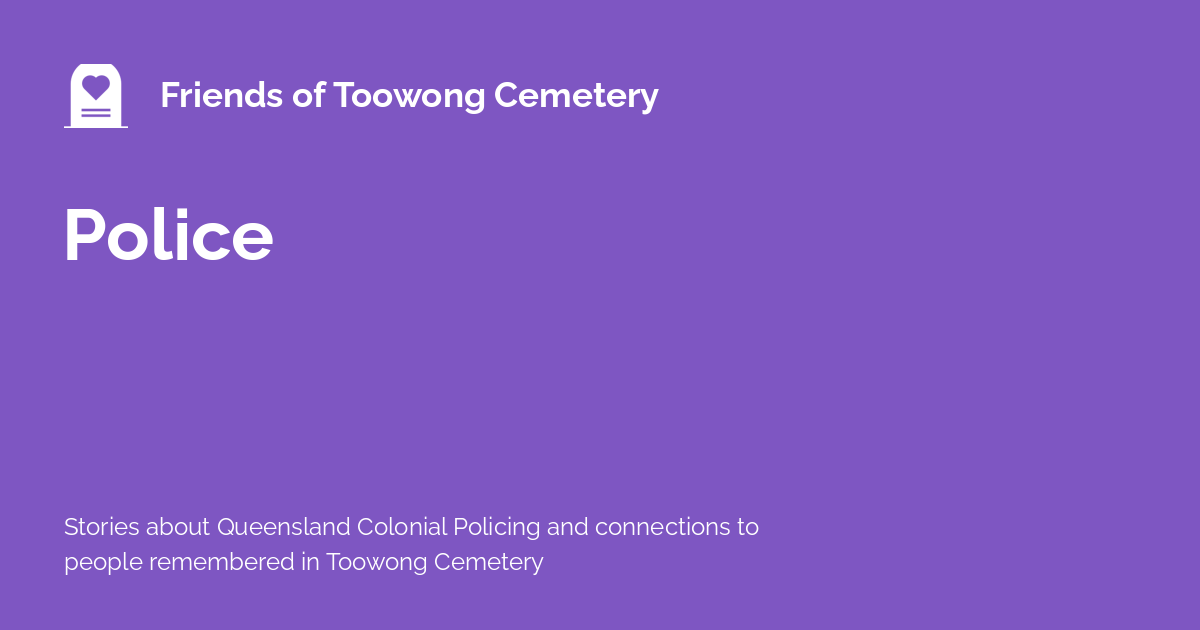 Friends of Toowong Cemetery
Police
Stories about Queensland Colonial Policing and connections to
people remembered in Toowong Cemetery